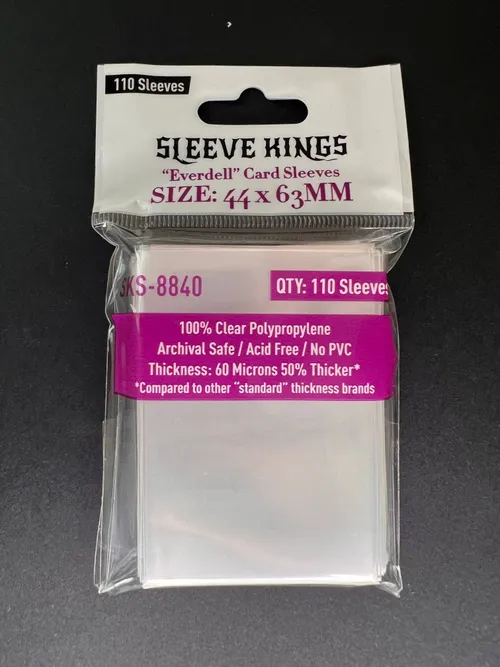 110 Sleeves
SLEEVE KINGS
"Everdell" Card Sleeves
SIZE: 44 x 63MM
SKS-8840
QTY: 110 Sleeves
100% Clear Polypropylene
Archival Safe / Acid Free / No PVC
Thickness: 60 Microns 50% Thicker*
*Compared to other "standard" thickness brands